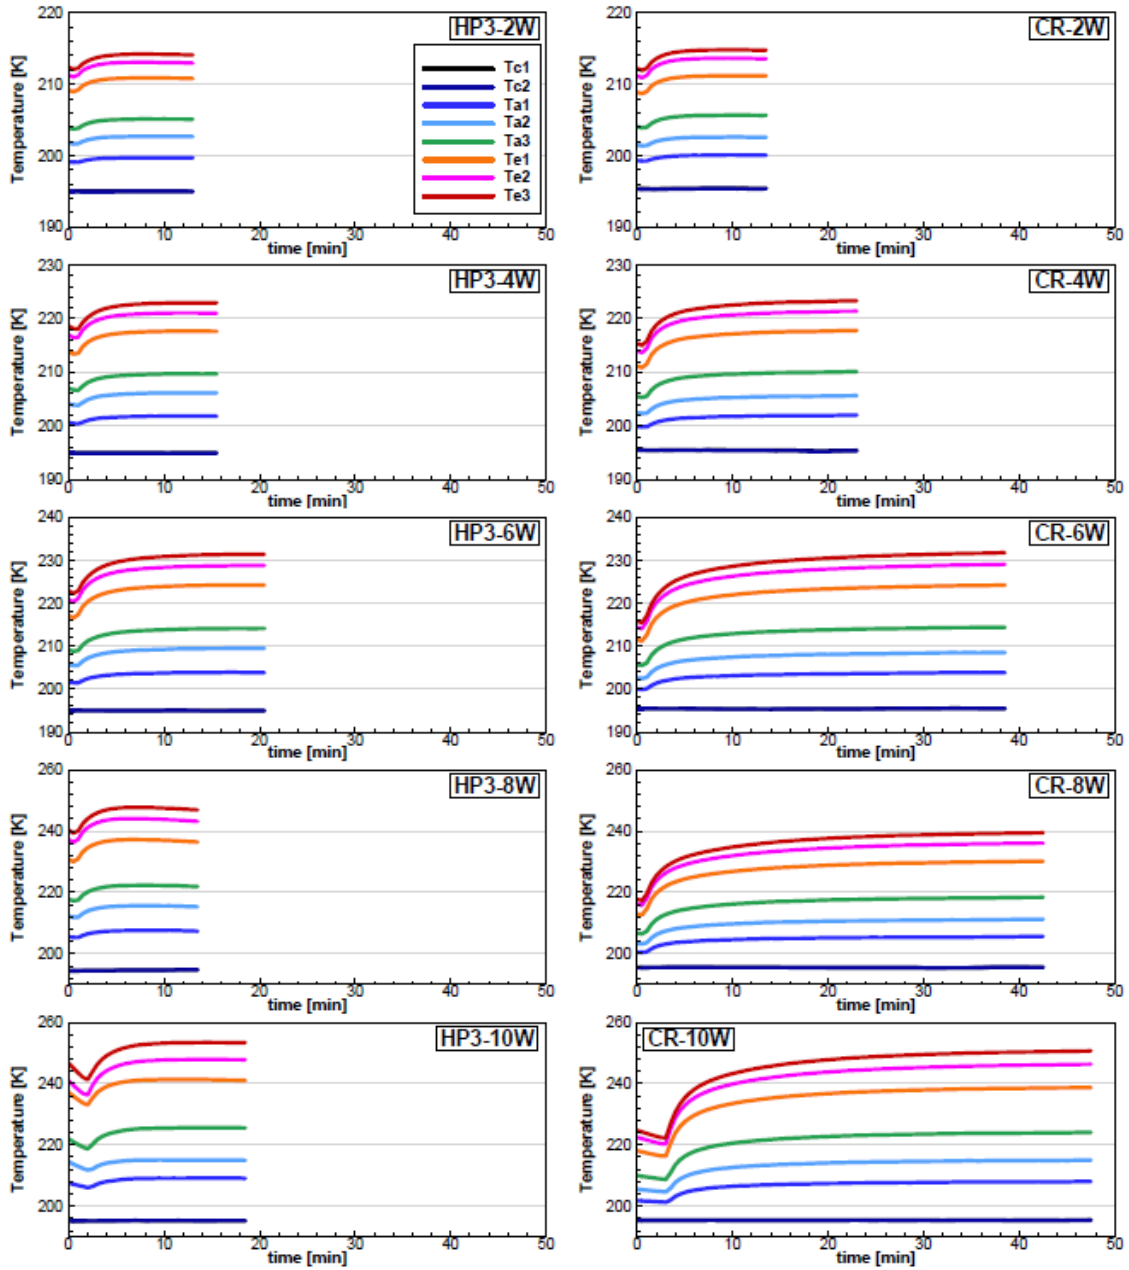 HP3-2W
Temperature [K]
220
210
200
190
0
10
20
30
40
50
time [min]
Tc1
Tc2
Ta1
Ta2
Ta3
Te1
Te2
Te3
CR-2W
Temperature [K]
220
210
200
190
0
10
20
30
40
50
time [min]
HP3-4W
Temperature [K]
230
220
210
200
190
0
10
20
30
40
50
time [min]
CR-4W
Temperature [K]
230
220
210
200
190
0
10
20
30
40
50
time [min]
HP3-6W
Temperature [K]
240
230
220
210
200
190
0
10
20
30
40
50
time [min]
CR-6W
Temperature [K]
240
230
220
210
200
190
0
10
20
30
40
50
time [min]
HP3-8W
Temperature [K]
260
240
220
200
0
10
20
30
40
50
time [min]
CR-8W
Temperature [K]
260
240
220
200
0
10
20
30
40
50
time [min]
HP3-10W
Temperature [K]
260
240
220
200
0
10
20
30
40
50
time [min]
CR-10W
Temperature [K]
260
240
220
200
0
10
20
30
40
50
time [min]